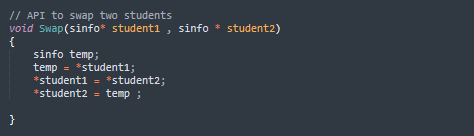 // API to swap two students
void Swap(sinfo* student1 , sinfo * student2)
{
    sinfo temp;
    temp = *student1;
    *student1 = *student2;
    *student2 = temp ;
}